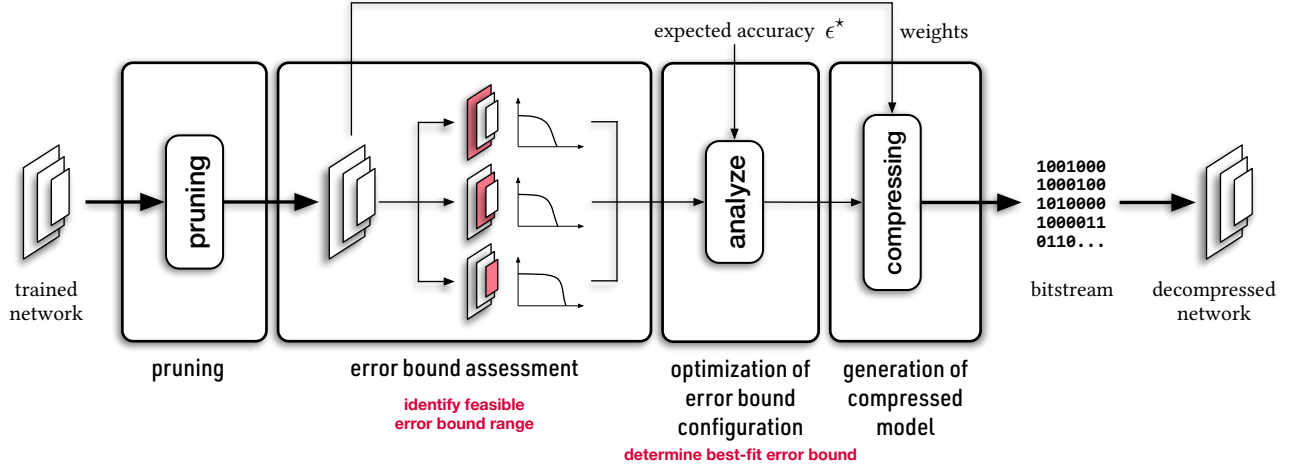 expected accuracy ϵ⋆
weights
pruning
analyze
compressing
1001000
1000100
1010000
1000011
0110...
trained
network
bitstream
decompressed
network
pruning
error bound assessment
identify feasible
error bound range
optimization of
error bound
configuration
determine best-fit error bound
generation of
compressed
model